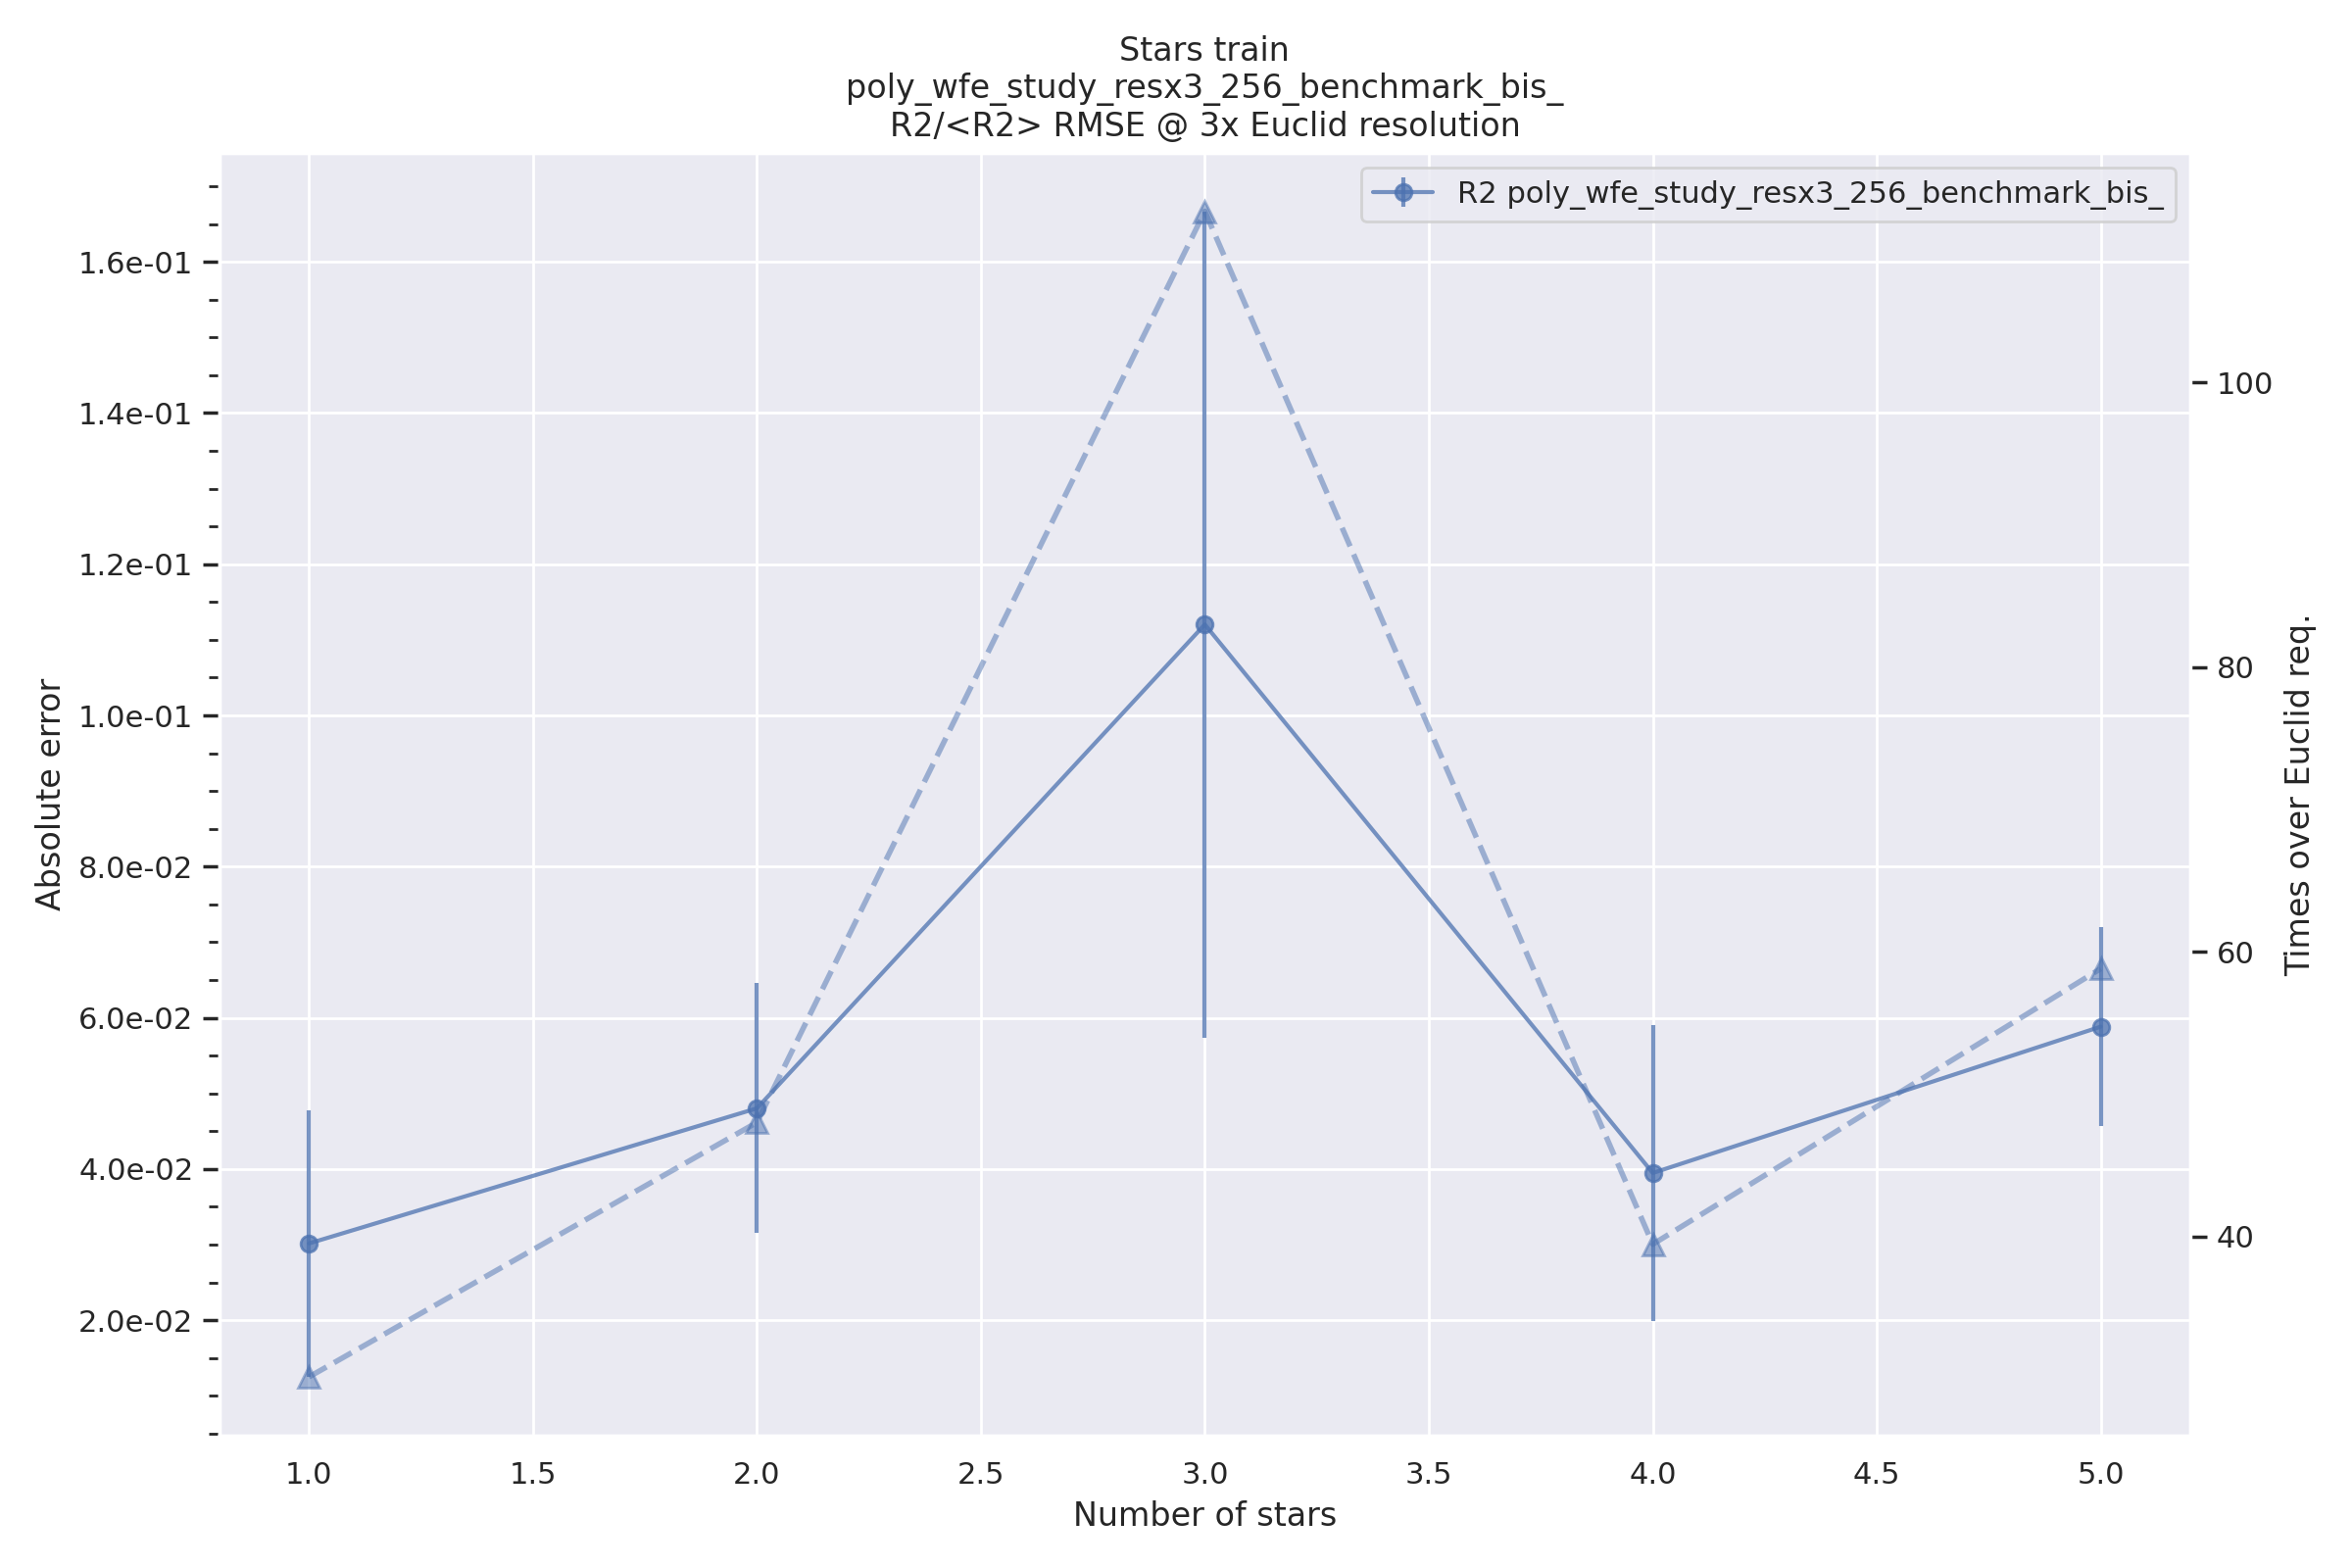 Stars train
poly_wfe_study_resx3_256_benchmark_bis_
R2/<R2> RMSE @ 3x Euclid resolution
R2 poly_wfe_study_resx3_256_benchmark_bis_
Absolute error
1.6e-01
1.4e-01
1.2e-01
1.0e-01
8.0e-02
6.0e-02
4.0e-02
2.0e-02
100
80
60
40
Times over Euclid req.
1.0 1.5 2.0 2.5 3.0 3.5 4.0 4.5 5.0
Number of stars